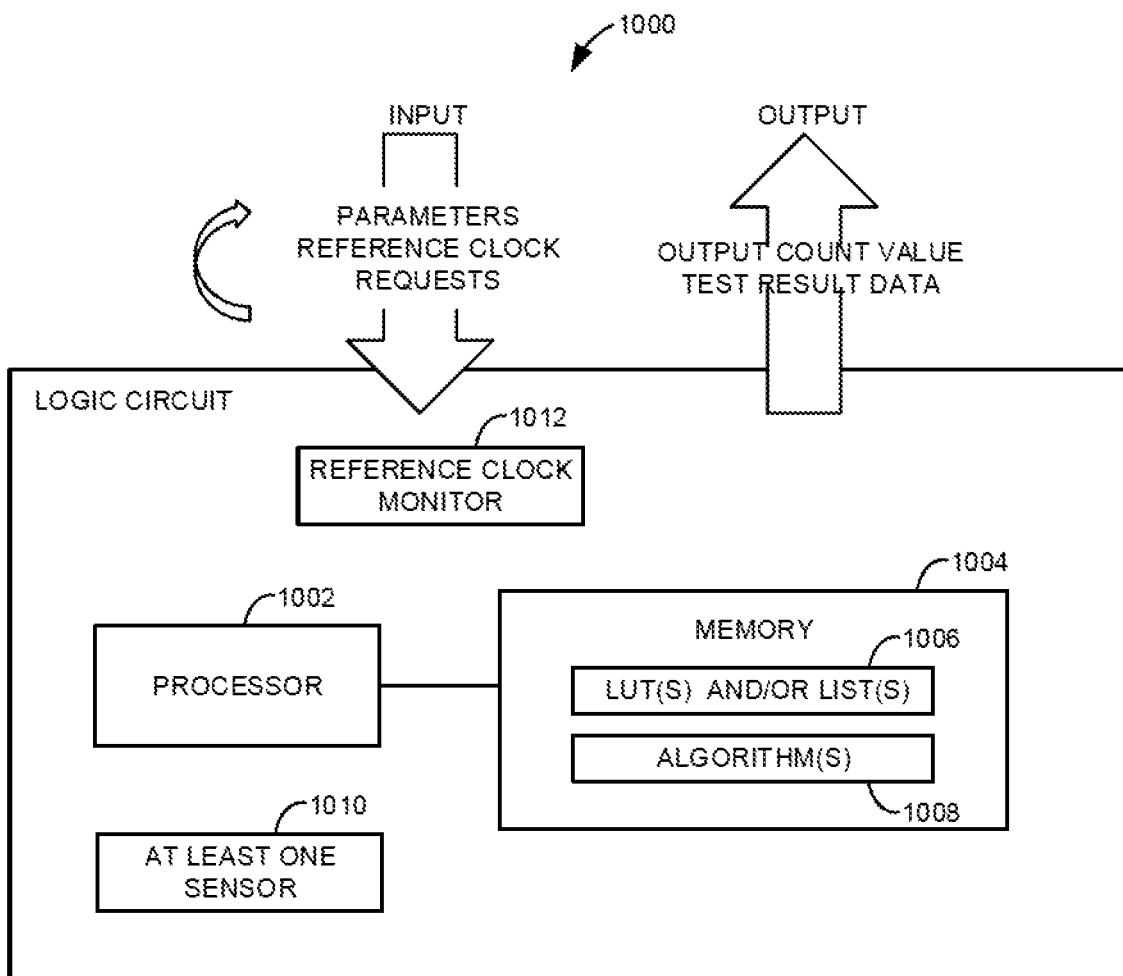 1000
INPUT
OUTPUT
PARAMETERS
REFERENCE CLOCK
REQUESTS
OUTPUT COUNT VALUE
TEST RESULT DATA
LOGIC CIRCUIT
1012
REFERENCE CLOCK
MONITOR
1002
PROCESSOR
1004
MEMORY
1006
LUT(S) AND/OR LIST(S)
ALGORITHM(S)
1008
1010
AT LEAST ONE
SENSOR